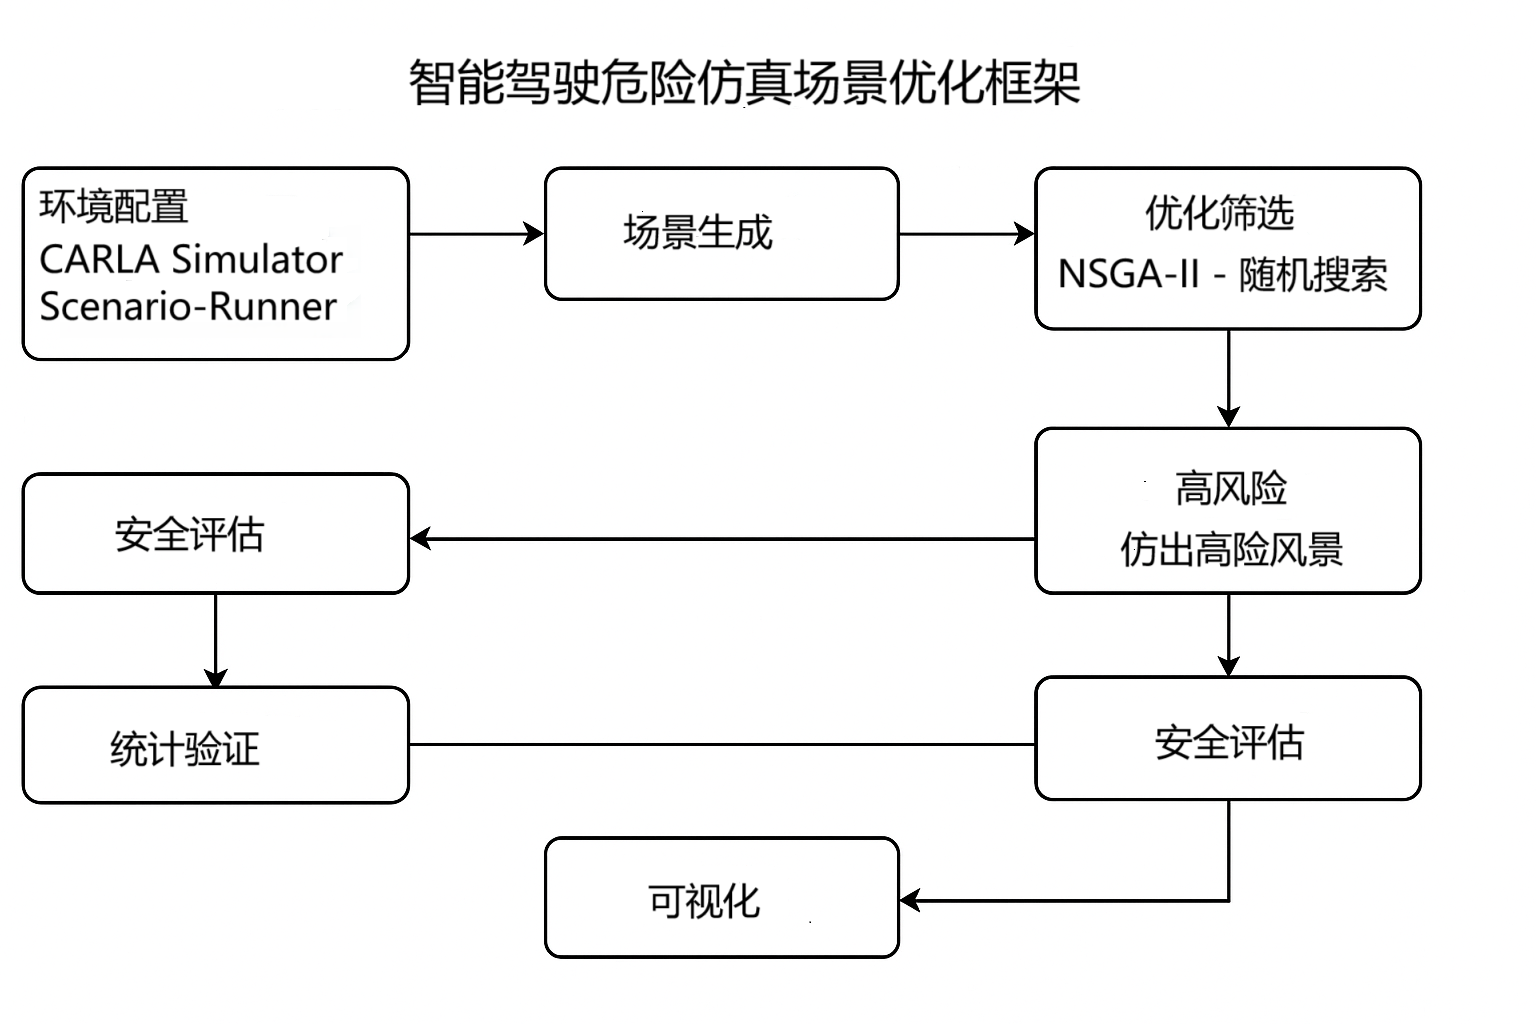 智能驾驶危险仿真场景优化框架
环境配置
CARLA Simulator
Scenario-Runner
场景生成
优化筛选
NSGA-II - 随机搜索
高风险
仿出高险风景
安全评估
统计验证
安全评估
可视化